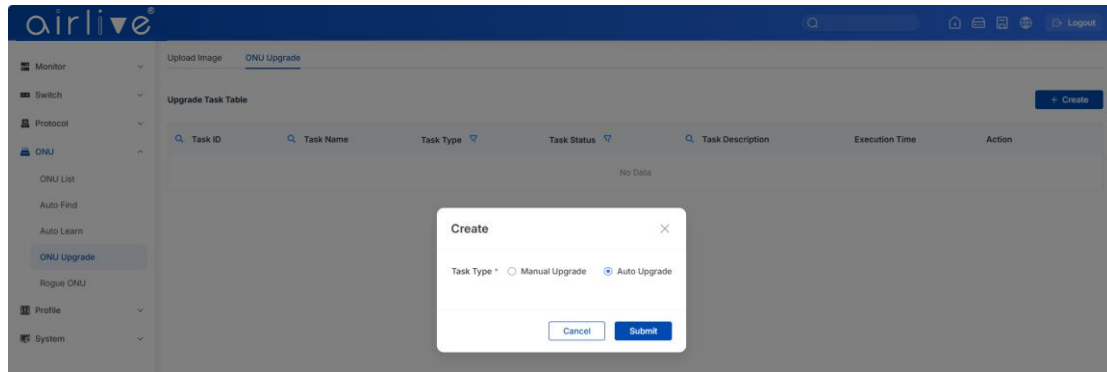 airlive®
Logout
Monitor
Switch
Protocol
ONU
ONU List
Auto Find
Auto Learn
ONU Upgrade
Rogue ONU
Profile
System
Upload Image ONU Upgrade
Upgrade Task Table
+ Create
Task ID Task Name Task Type Task Status Task Description Execution Time Action
No Data
Create
Task Type * Manual Upgrade Auto Upgrade
Cancel Submit